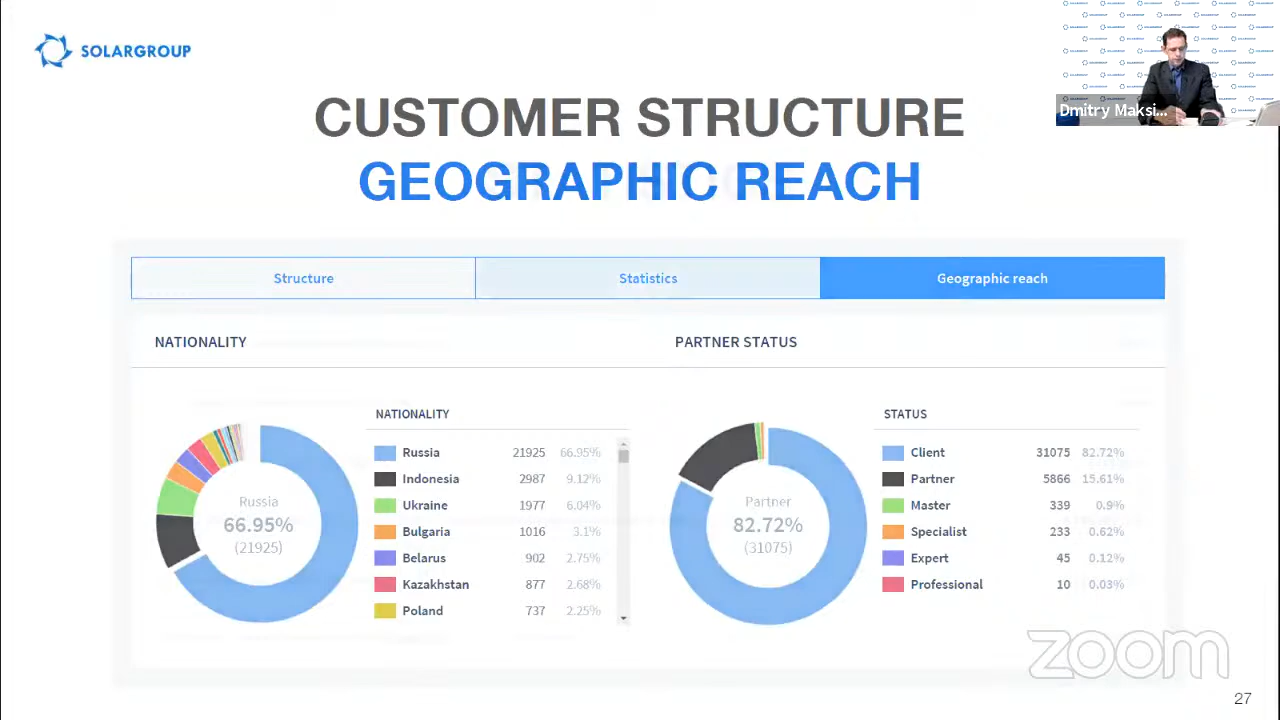 SOLARGROUP
Dmitry Maksi...
CUSTOMER STRUCTURE
GEOGRAPHIC REACH
Structure
Statistics
Geographic reach
NATIONALITY
PARTNER STATUS
NATIONALITY
Russia 21925 66.95%
Indonesia 2987 9.12%
Ukraine 1977 6.04%
Bulgaria 1016 3.1%
Belarus 902 2.75%
Kazakhstan 877 2.68%
Poland 737 2.25%
Russia
66.95%
(21925)
STATUS
Client 31075 82.72%
Partner 5866 15.61%
Master 339 0.9%
Specialist 233 0.62%
Expert 45 0.12%
Professional 10 0.03%
Partner
82.72%
(31075)
zoom
27